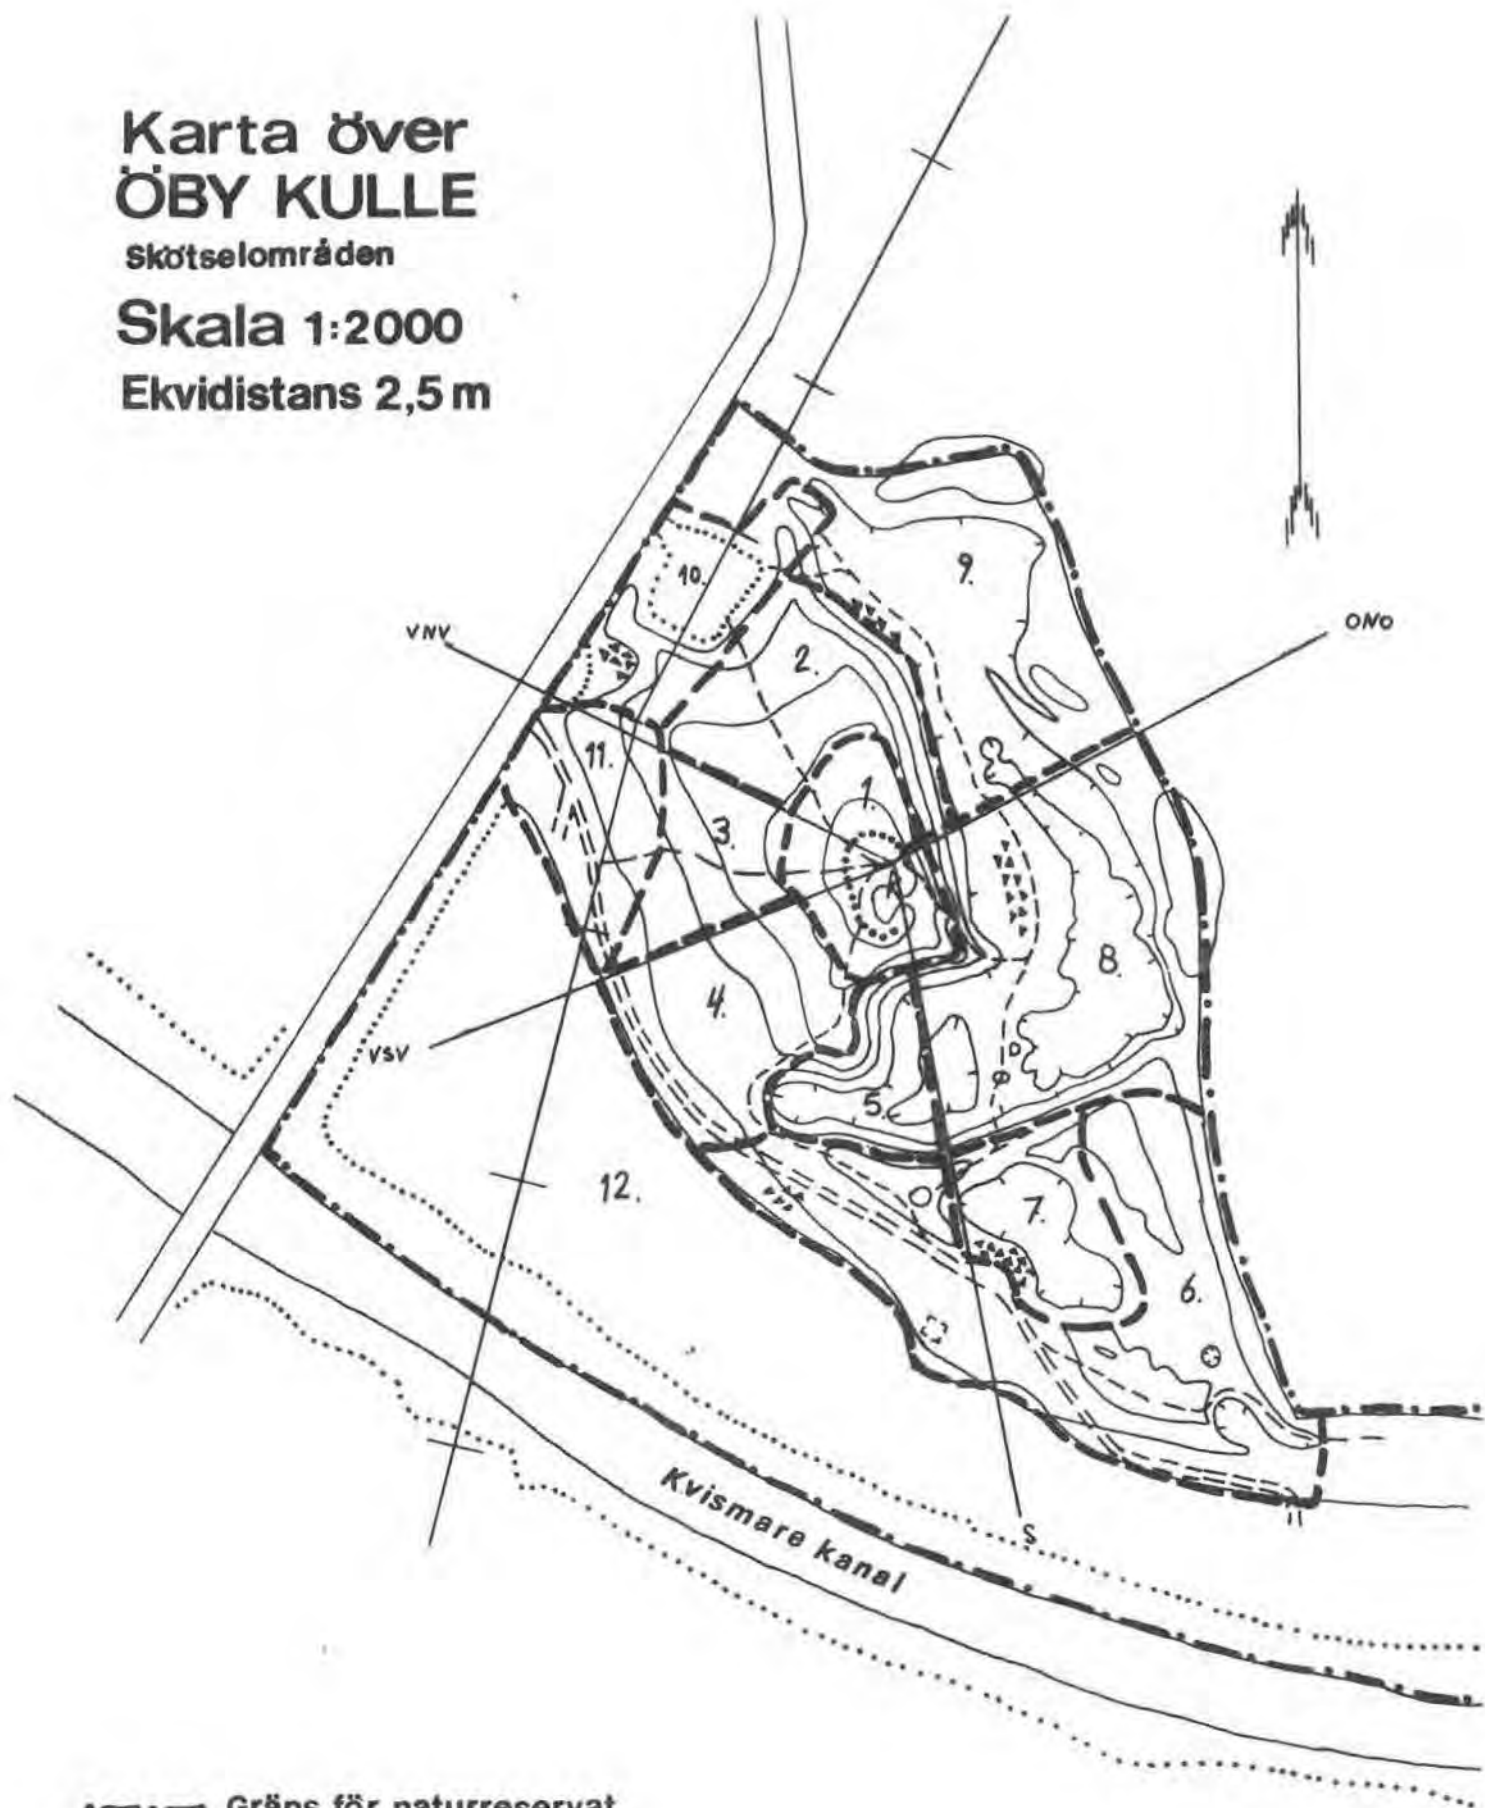 Karta över
ÖBY KULLE
Skötselområden
Skala 1:2000
Ekvidistans 2,5 m
9.
10.
VNV
ONO
2.
11.
1.
3.
8.
4.
VSV
5.
12.
7.
6.
Kvismare kanal
S
Gräns för naturreservat